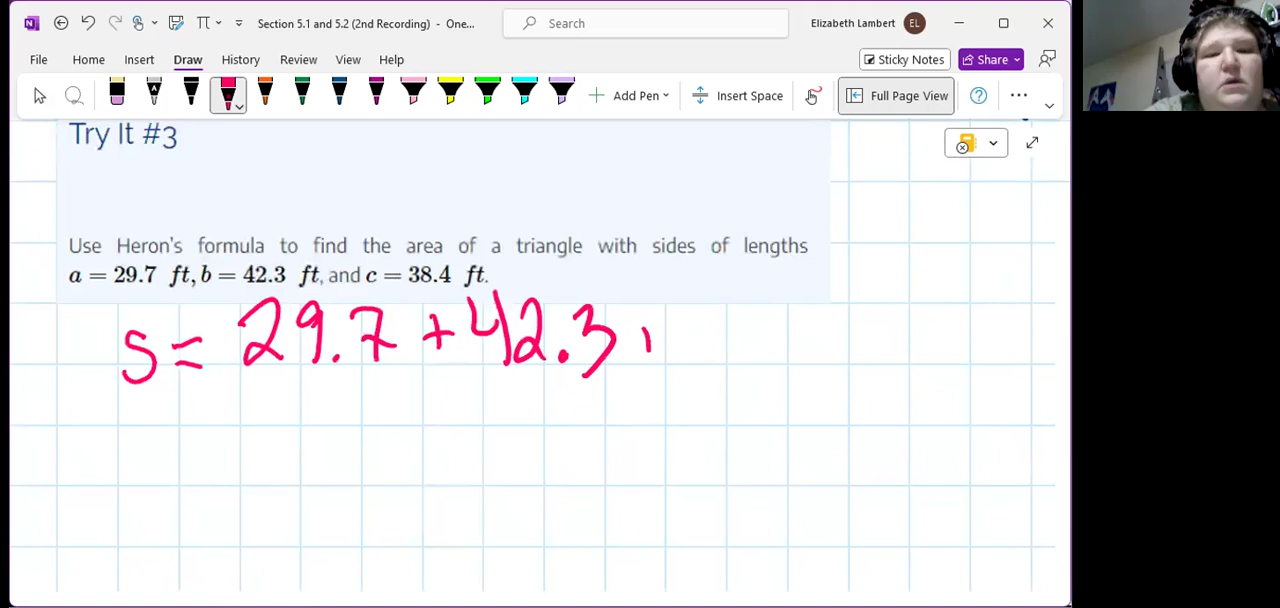 Section 5.1 and 5.2 (2nd Recording) - One...
Search
Elizabeth Lambert
EL
File
Home
Insert
Draw
History
Review
View
Help
Sticky Notes
Share
Add Pen
Insert Space
Full Page View
Try It #3
Use Heron's formula to find the area of a triangle with sides of lengths
a = 29.7 ft, b = 42.3 ft, and c = 38.4 ft.
s = 29.7 + 42.3